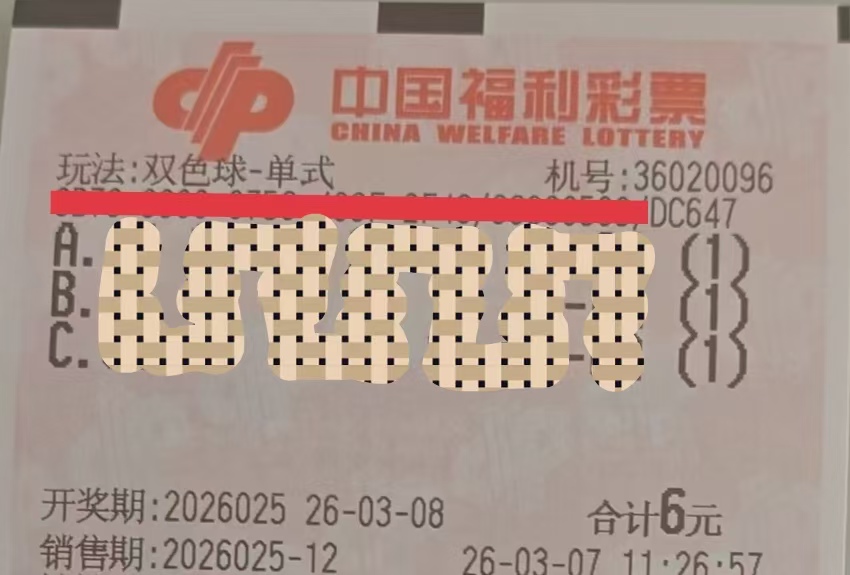 中国福利彩票
CHINA WELFARE LOTTERY
玩法:双色球-单式 机号:36020096
/DC647
A. (1)
B. - (1)
C. - (1)
开奖期:2026025 26-03-08 合计6元
销售期:2026025-12 26-03-07 11:26:57